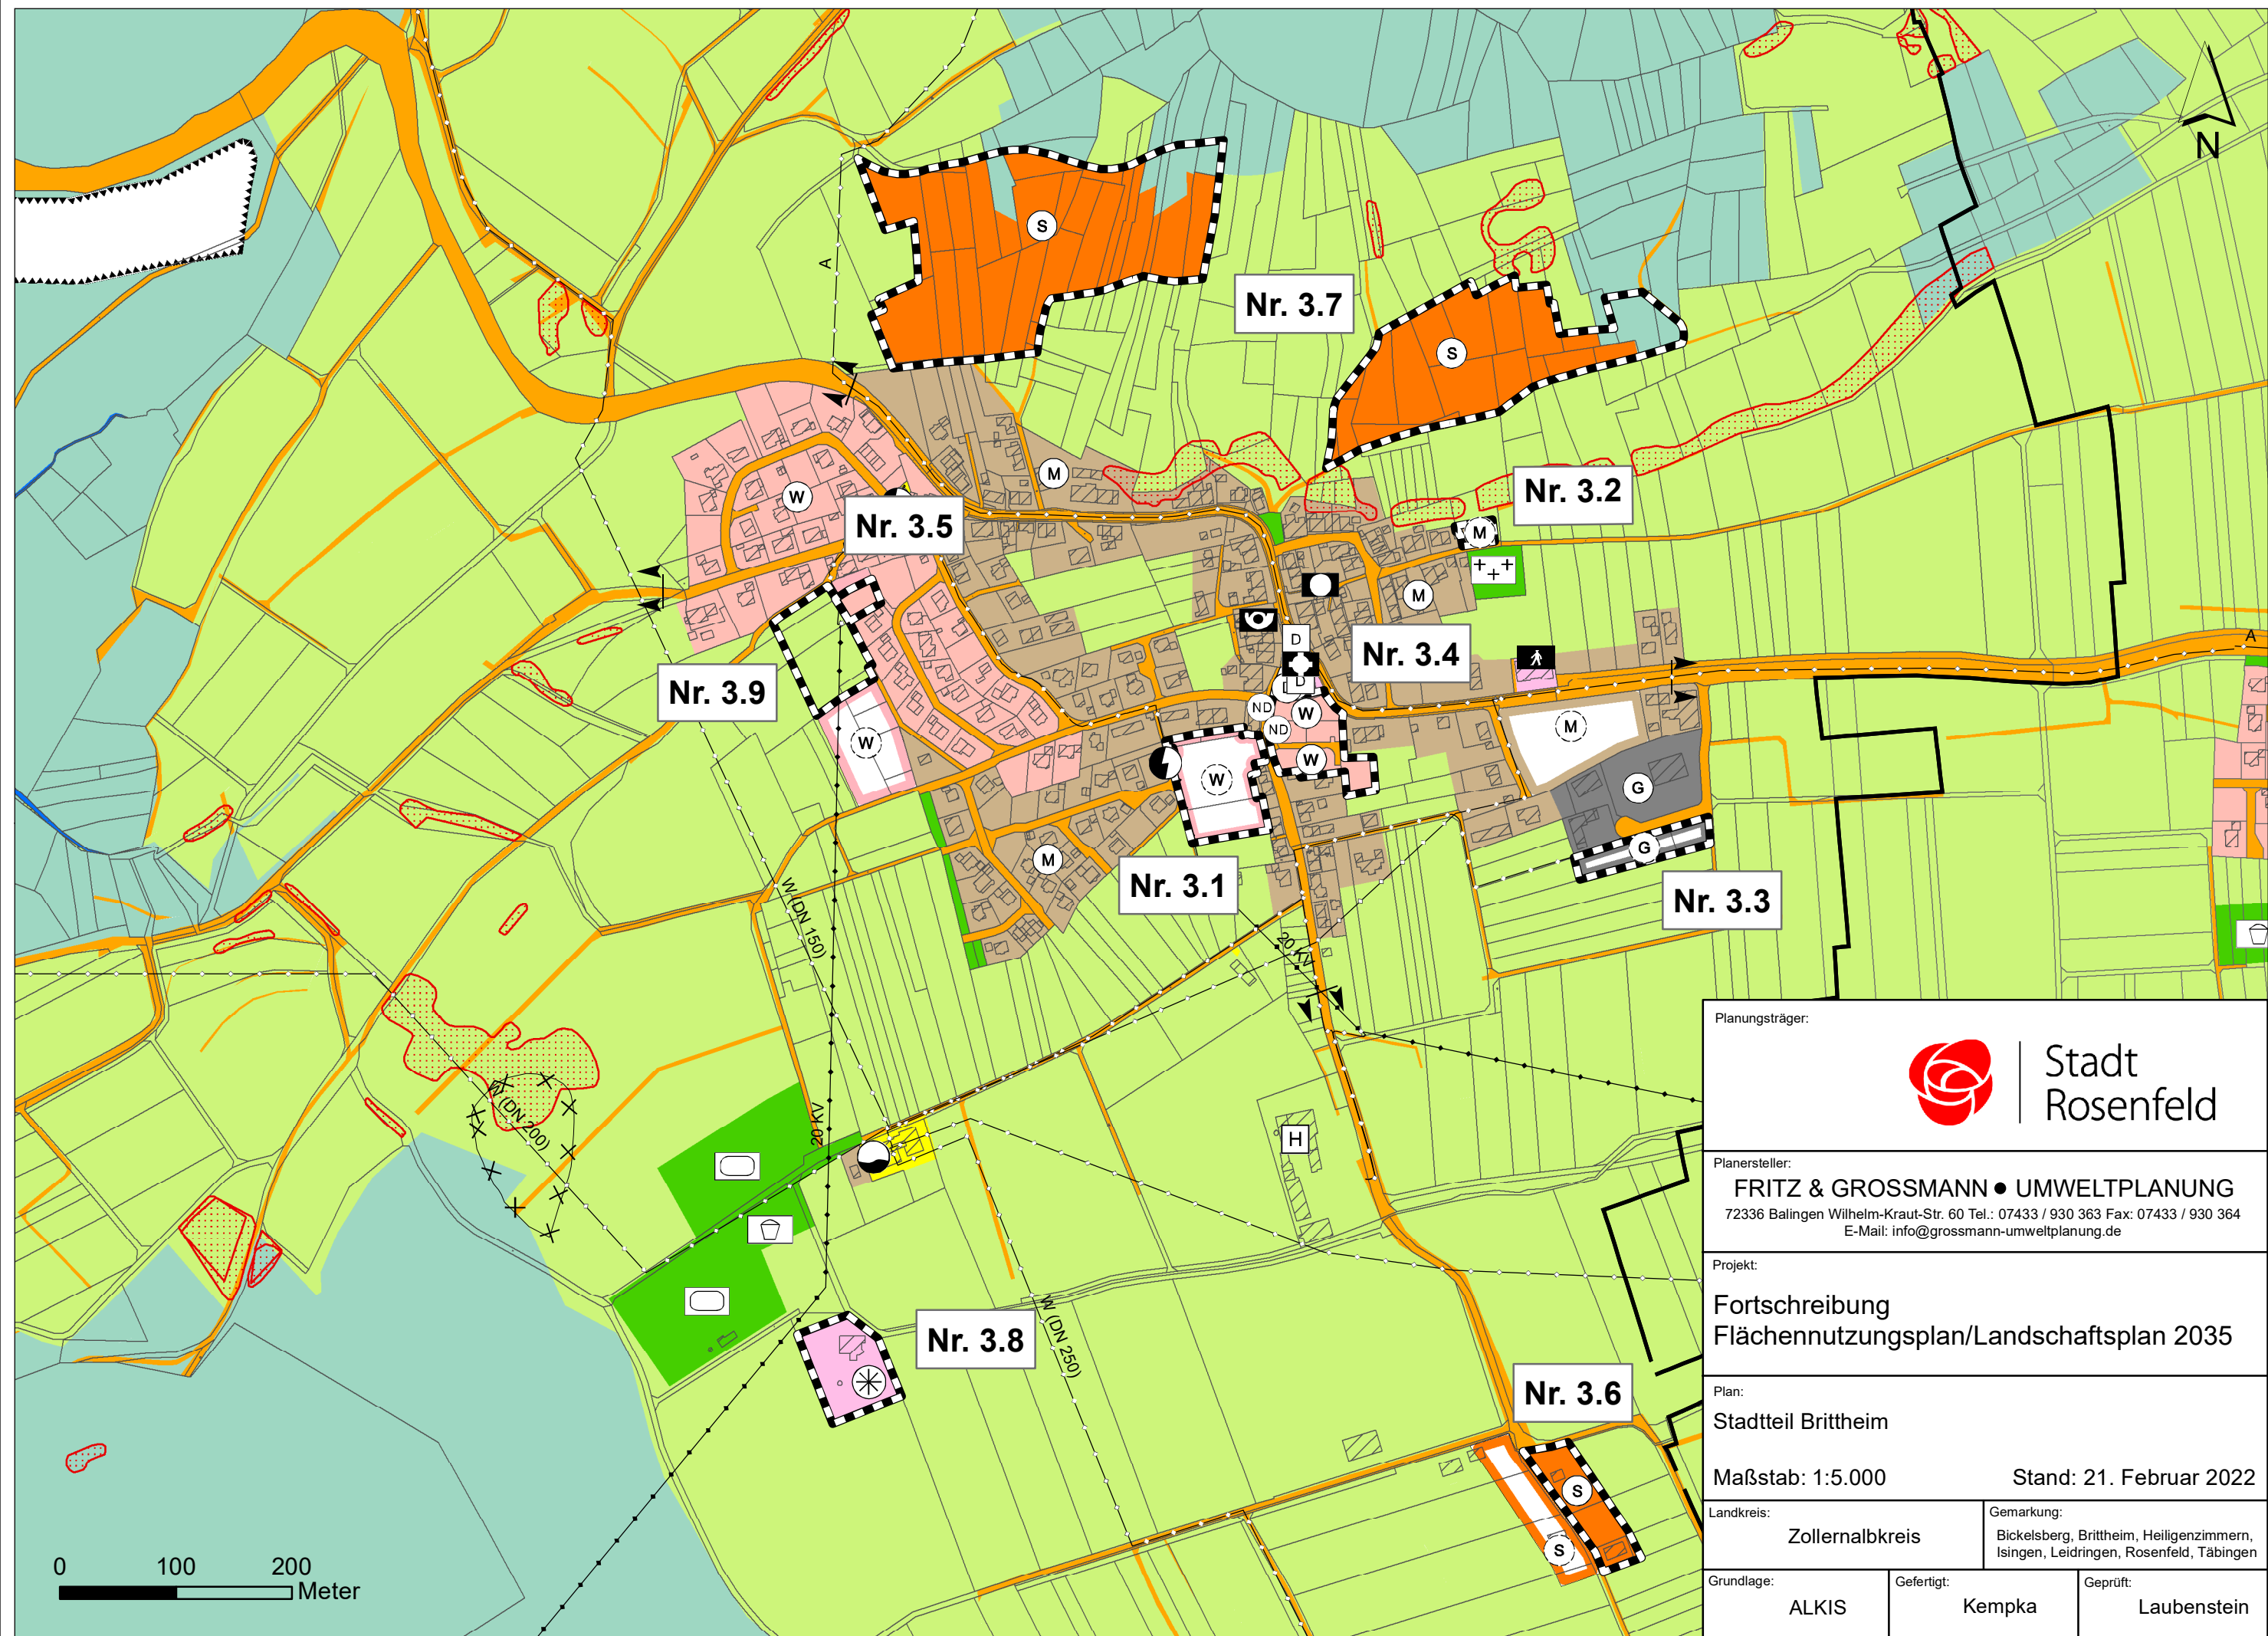 N
A
S
Nr. 3.7
S
M
W
Nr. 3.5
Nr. 3.2
M
M
D
Nr. 3.4
Nr. 3.9
D
ND
W
ND
M
W
W
W
G
M
G
Nr. 3.1
Nr. 3.3
A
W (DN 150)
20 KV
W (DN 200)
20 KV
H
W (DN 250)
Nr. 3.8
Nr. 3.6
S
S
0 100 200
Meter
Planungsträger:
Stadt
Rosenfeld
Planersteller:
FRITZ & GROSSMANN ● UMWELTPLANUNG
72336 Balingen Wilhelm-Kraut-Str. 60 Tel.: 07433 / 930 363 Fax: 07433 / 930 364
E-Mail: info@grossmann-umweltplanung.de
Projekt:
Fortschreibung
Flächennutzungsplan/Landschaftsplan 2035
Plan:
Stadtteil Brittheim
Maßstab: 1:5.000 Stand: 21. Februar 2022
Landkreis:
Zollernalbkreis
Gemarkung:
Bickelsberg, Brittheim, Heiligenzimmern,
Isingen, Leidringen, Rosenfeld, Täbingen
Grundlage:
ALKIS
Gefertigt:
Kempka
Geprüft:
Laubenstein